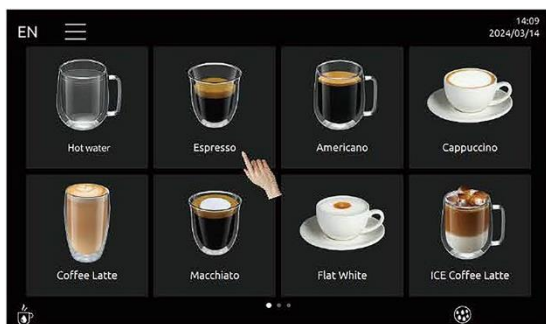 EN
14:09
2024/03/14
Hot water
Espresso
Americano
Cappuccino
Coffee Latte
Macchiato
Flat White
ICE Coffee Latte